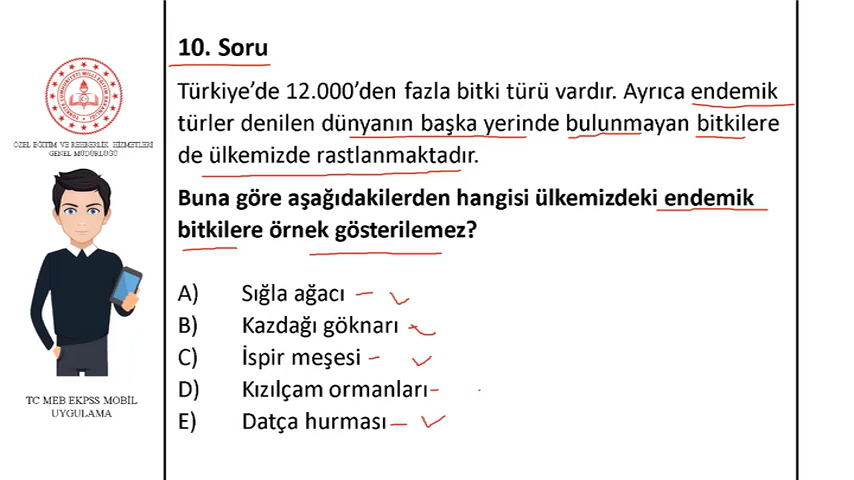 10. Soru
Türkiye’de 12.000’den fazla bitki türü vardır. Ayrıca endemik
türler denilen dünyanın başka yerinde bulunmayan bitkilere
de ülkemizde rastlanmaktadır.
Buna göre aşağıdakilerden hangisi ülkemizdeki endemik
bitkilere örnek gösterilemez?
A) Sığla ağacı
B) Kazdağı göknarı
C) İspir meşesi
D) Kızılçam ormanları
E) Datça hurması
ÖZEL EĞİTİM VE REHBERLİK HİZMETLERİ
GENEL MÜDÜRLÜĞÜ
TC MEB EKPSS MOBİL
UYGULAMA